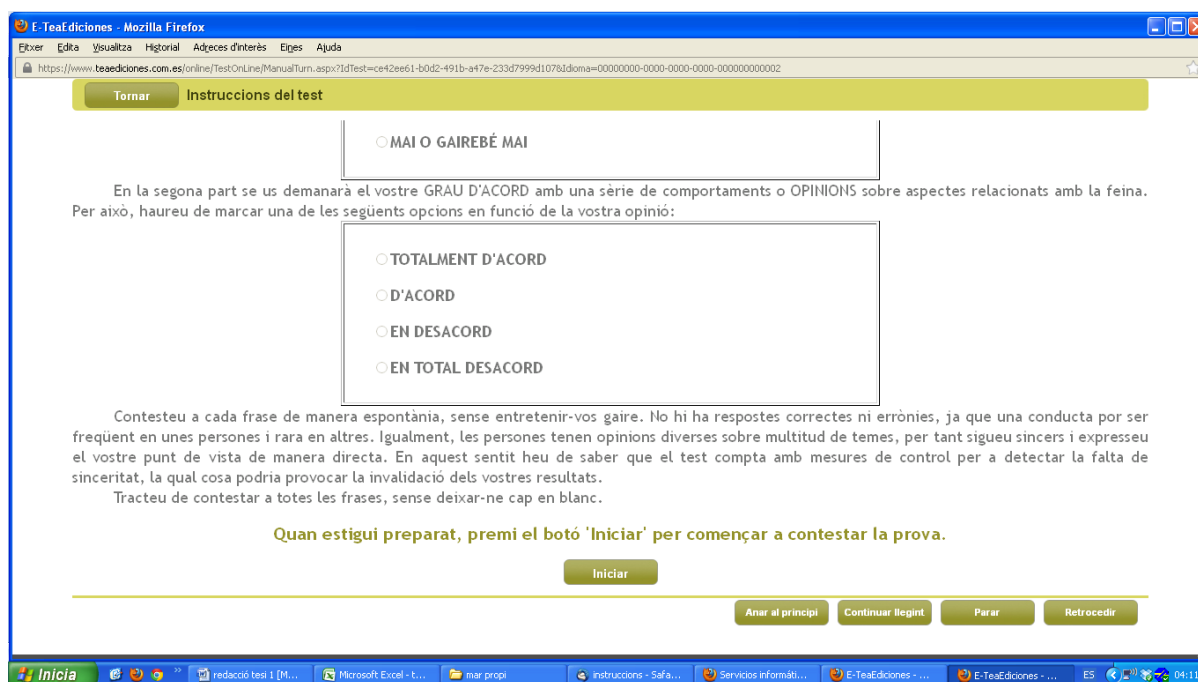 E-TeaEdiciones - Mozilla Firefox
Fitxer Edita Visualitza Historial Adreces d'interès Eines Ajuda
https://www.teaediciones.com.es/online/TestOnLine/ManualTurn.aspx?IdTest=ce42ee61-b0d2-491b-a47e-233d7999d107&Idioma=00000000-0000-0000-0000-000000000002
Tornar Instruccions del test
MAI O GAIREBÉ MAI
En la segona part se us demanarà el vostre GRAU D'ACORD amb una sèrie de comportaments o OPINIONS sobre aspectes relacionats amb la feina.
Per això, haureu de marcar una de les següents opcions en funció de la vostra opinió:
TOTALMENT D'ACORD
D'ACORD
EN DESACORD
EN TOTAL DESACORD
Contesteu a cada frase de manera espontània, sense entretenir-vos gaire. No hi ha respostes correctes ni errònies, ja que una conducta por ser
freqüent en unes persones i rara en altres. Igualment, les persones tenen opinions diverses sobre multitud de temes, per tant sigueu sincers i expresseu
el vostre punt de vista de manera directa. En aquest sentit heu de saber que el test compta amb mesures de control per a detectar la falta de
sinceritat, la qual cosa podria provocar la invalidació dels vostres resultats.
Tracteu de contestar a totes les frases, sense deixar-ne cap en blanc.
Quan estigui preparat, premi el botó 'Iniciar' per començar a contestar la prova.
Iniciar
Anar al principi Continuar llegint Parar Retrocedir
Inicia » redacció tesi 1 [M... Microsoft Excel - t... mar propi instruccions - Safa... Servicios informáti... E-TeaEdiciones - ... E-TeaEdiciones - ... ES 04:11